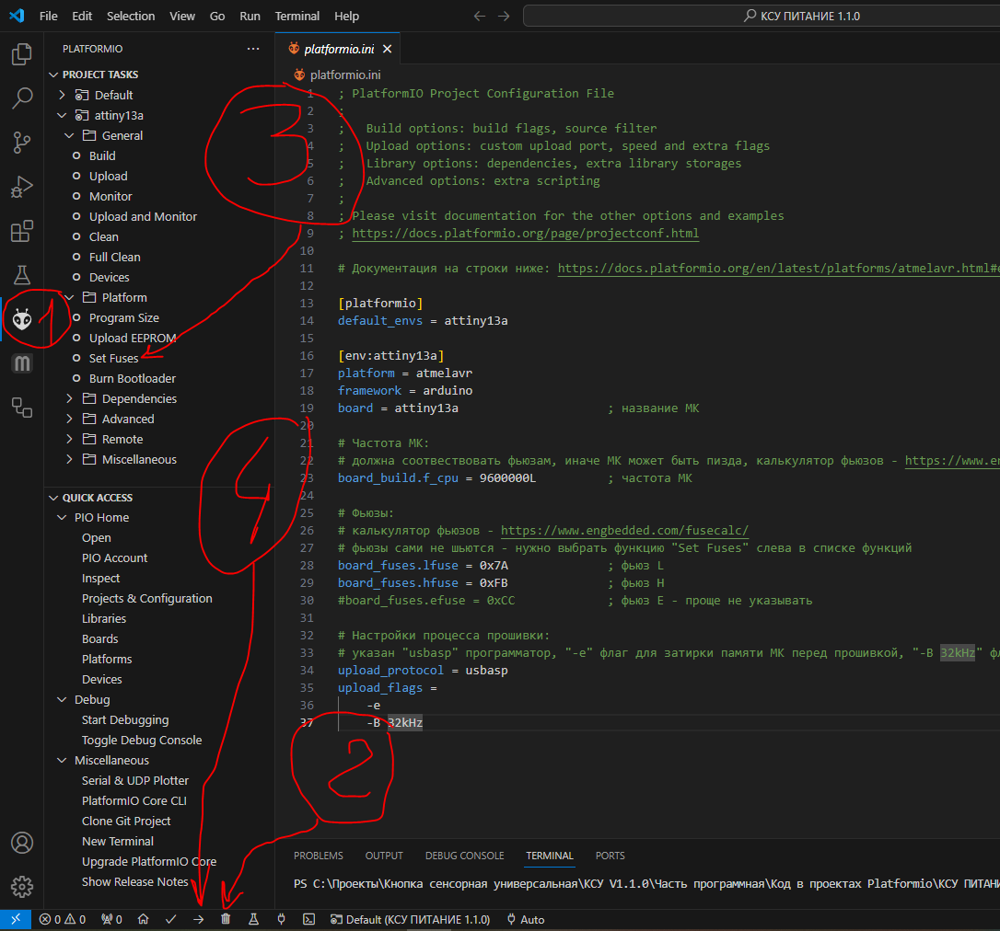 File Edit Selection View Go Run Terminal Help
КСУ ПИТАНИЕ 1.1.0
PLATFORMIO
PROJECT TASKS
Default
attiny13a
General
Build
Upload
Monitor
Upload and Monitor
Clean
Full Clean
Devices
Platform
Program Size
Upload EEPROM
Set Fuses
Burn Bootloader
Dependencies
Advanced
Remote
Miscellaneous
QUICK ACCESS
PIO Home
Open
PIO Account
Inspect
Projects & Configuration
Libraries
Boards
Platforms
Devices
Debug
Start Debugging
Toggle Debug Console
Miscellaneous
Serial & UDP Plotter
PlatformIO Core CLI
Clone Git Project
New Terminal
Upgrade PlatformIO Core
Show Release Notes
1
3
4
2
platformio.ini
platformio.ini
1 ; PlatformIO Project Configuration File
2 ;
3 ;   Build options: build flags, source filter
4 ;   Upload options: custom upload port, speed and extra flags
5 ;   Library options: dependencies, extra library storages
6 ;   Advanced options: extra scripting
7 ;
8 ; Please visit documentation for the other options and examples
9 ; https://docs.platformio.org/page/projectconf.html
10
11 # Документация на строки ниже: https://docs.platformio.org/en/latest/platforms/atmelavr.html#
12
13 [platformio]
14 default_envs = attiny13a
15
16 [env:attiny13a]
17 platform = atmelavr
18 framework = arduino
19 board = attiny13a ; название МК
20
21 # Частота МК:
22 # должна соотвествовать фьюзам, иначе МК может быть пизда, калькулятор фьюзов - https://www.en
23 board_build.f_cpu = 9600000L ; частота МК
24
25 # Фьюзы:
26 # калькулятор фьюзов - https://www.engbedded.com/fusecalc/
27 # фьюзы сами не шьются - нужно выбрать функцию "Set Fuses" слева в списке функций
28 board_fuses.lfuse = 0x7A ; фьюз L
29 board_fuses.hfuse = 0xFB ; фьюз H
30 #board_fuses.efuse = 0xCC ; фьюз E - проще не указывать
31
32 # Настройки процесса прошивки:
33 # указан "usbasp" программатор, "-e" флаг для затирки памяти МК перед прошивкой, "-B 32kHz" ф
34 upload_protocol = usbasp
35 upload_flags =
36 -e
37 -B 32kHz
PROBLEMS OUTPUT DEBUG CONSOLE TERMINAL PORTS
PS C:\Проекты\Кнопка сенсорная универсальная\КСУ V1.1.0\Часть программная\Код в проектах Platformio\КСУ ПИТАНИ
0 0 0 Default (КСУ ПИТАНИЕ 1.1.0) Auto